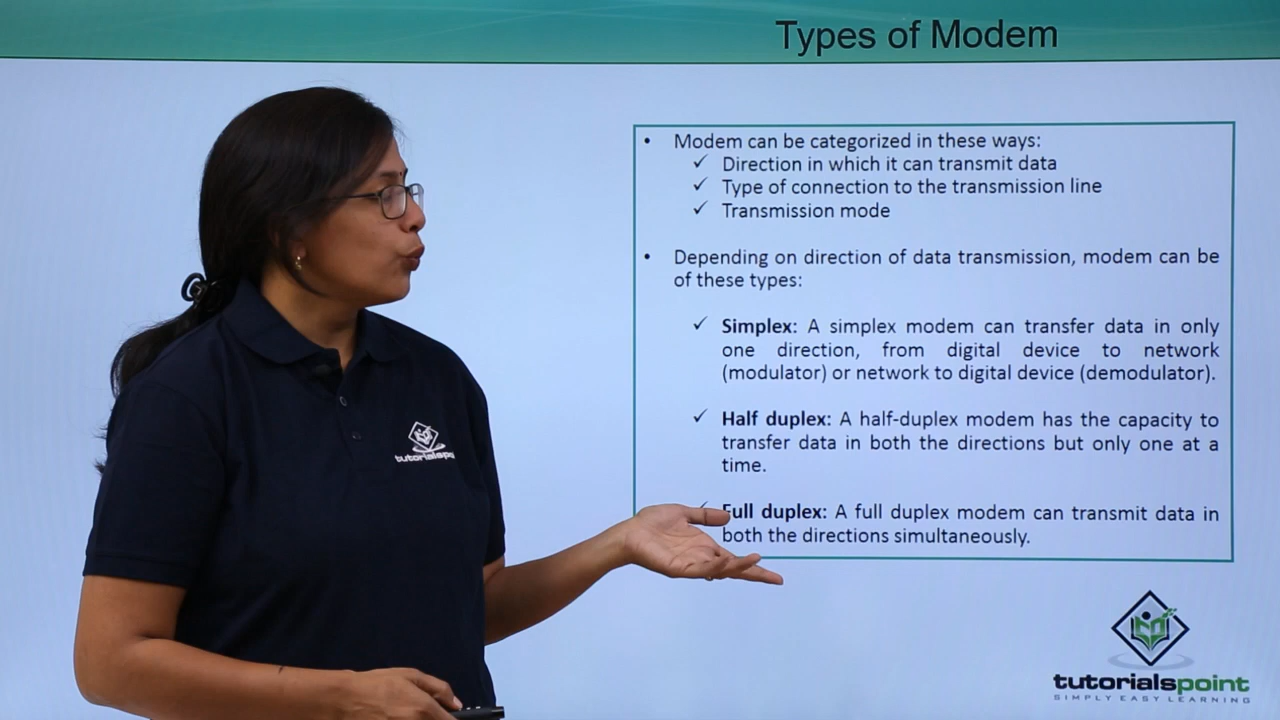 Types of Modem
• Modem can be categorized in these ways:
✓ Direction in which it can transmit data
✓ Type of connection to the transmission line
✓ Transmission mode
• Depending on direction of data transmission, modem can be
of these types:
✓ Simplex: A simplex modem can transfer data in only
one direction, from digital device to network
(modulator) or network to digital device (demodulator).
✓ Half duplex: A half-duplex modem has the capacity to
transfer data in both the directions but only one at a
time.
✓ Full duplex: A full duplex modem can transmit data in
both the directions simultaneously.
tutorialspoi
tutorialspoint
SIMPLY EASY LEARNING